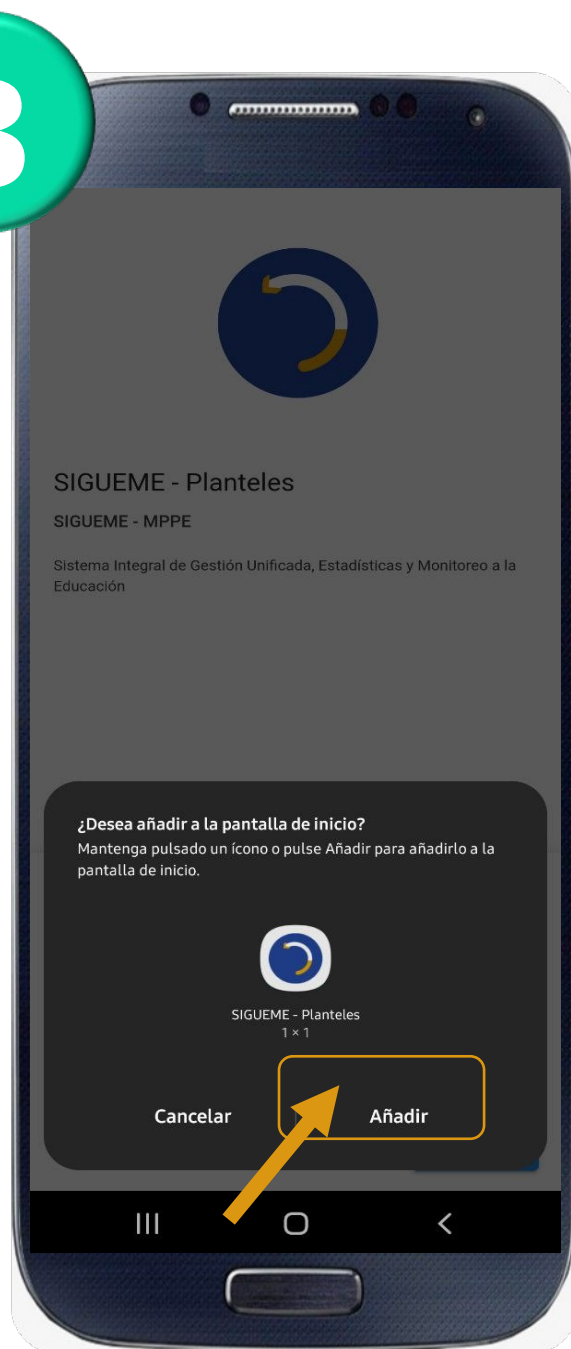 3
SIGUEME - Planteles
SIGUEME - MPPE
Sistema Integral de Gestión Unificada, Estadísticas y Monitoreo a la
Educación
¿Desea añadir a la pantalla de inicio?
Mantenga pulsado un ícono o pulse Añadir para añadirlo a la
pantalla de inicio.
SIGUEME - Planteles
1 × 1
Cancelar
Añadir